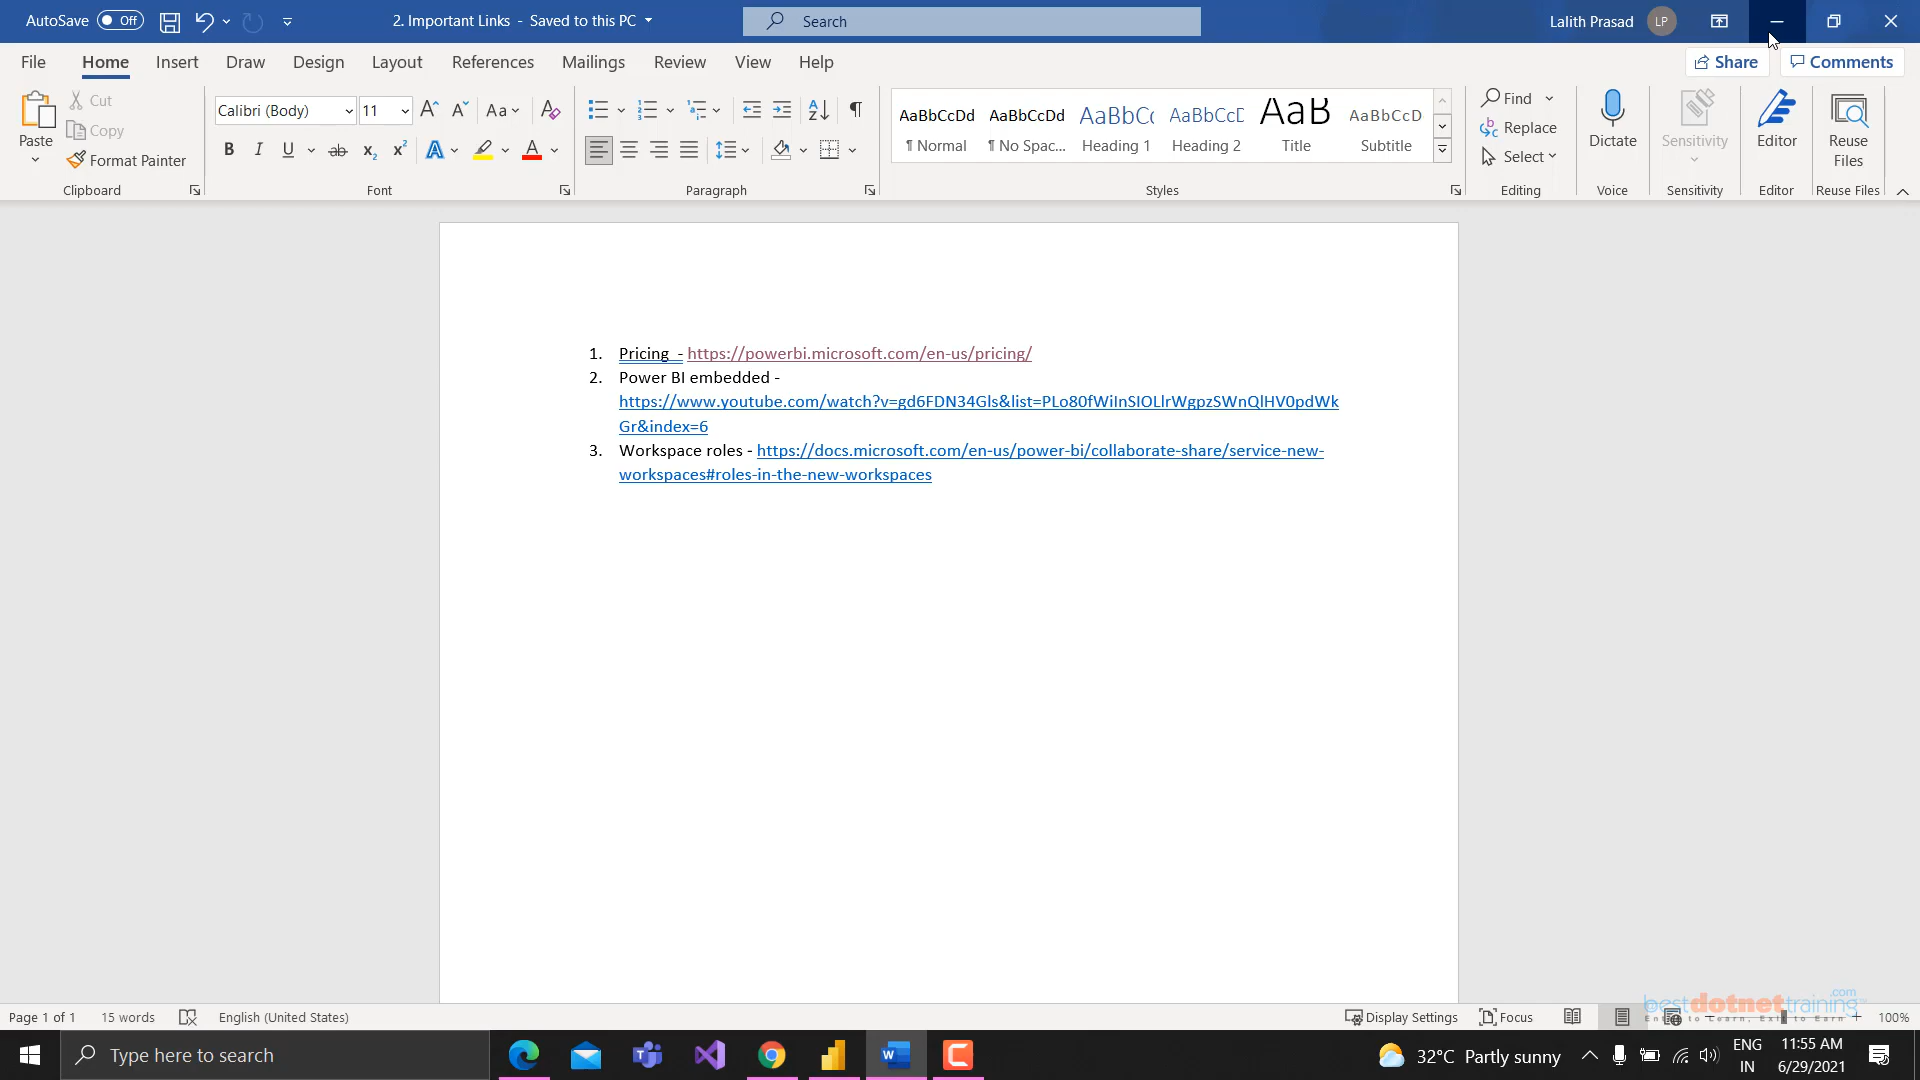 AutoSave Off 2. Important Links - Saved to this PC Search Lalith Prasad LP
File Home Insert Draw Design Layout References Mailings Review View Help Share Comments
Paste Cut Copy Format Painter Clipboard
Calibri (Body) 11 Aa Font
Paragraph
AaBbCcDd AaBbCcDd AaBbCc AaBbCcD AaB AaBbCcD
¶ Normal ¶ No Spac... Heading 1 Heading 2 Title Subtitle
Styles
Find Replace Select Editing
Dictate Voice
Sensitivity Sensitivity
Editor Editor
Reuse Files Reuse Files
1. Pricing - https://powerbi.microsoft.com/en-us/pricing/
2. Power BI embedded -
https://www.youtube.com/watch?v=gd6FDN34Gls&list=PLo80fWiInSIOLlrWgpzSWnQlHV0pdWk
Gr&index=6
3. Workspace roles - https://docs.microsoft.com/en-us/power-bi/collaborate-share/service-new-
workspaces#roles-in-the-new-workspaces
bestdotnettraining.com
Page 1 of 1 15 words English (United States) Display Settings Focus 100%
Type here to search 32°C Partly sunny ENG IN 11:55 AM 6/29/2021